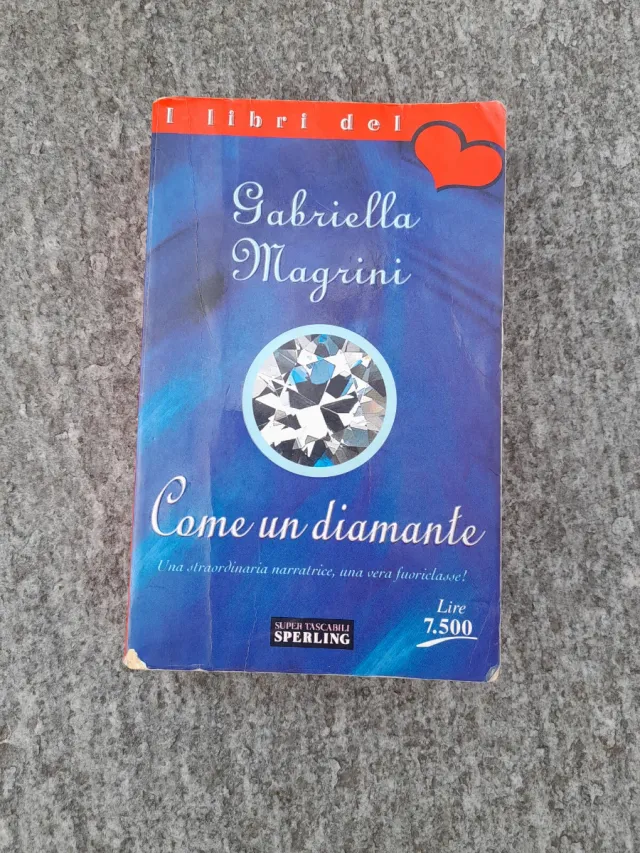 I libri del
Gabriella
Magrini
Come un diamante
Una straordinaria narratrice, una vera fuoriclasse!
Lire
7.500
SUPER TASCABILI
SPERLING